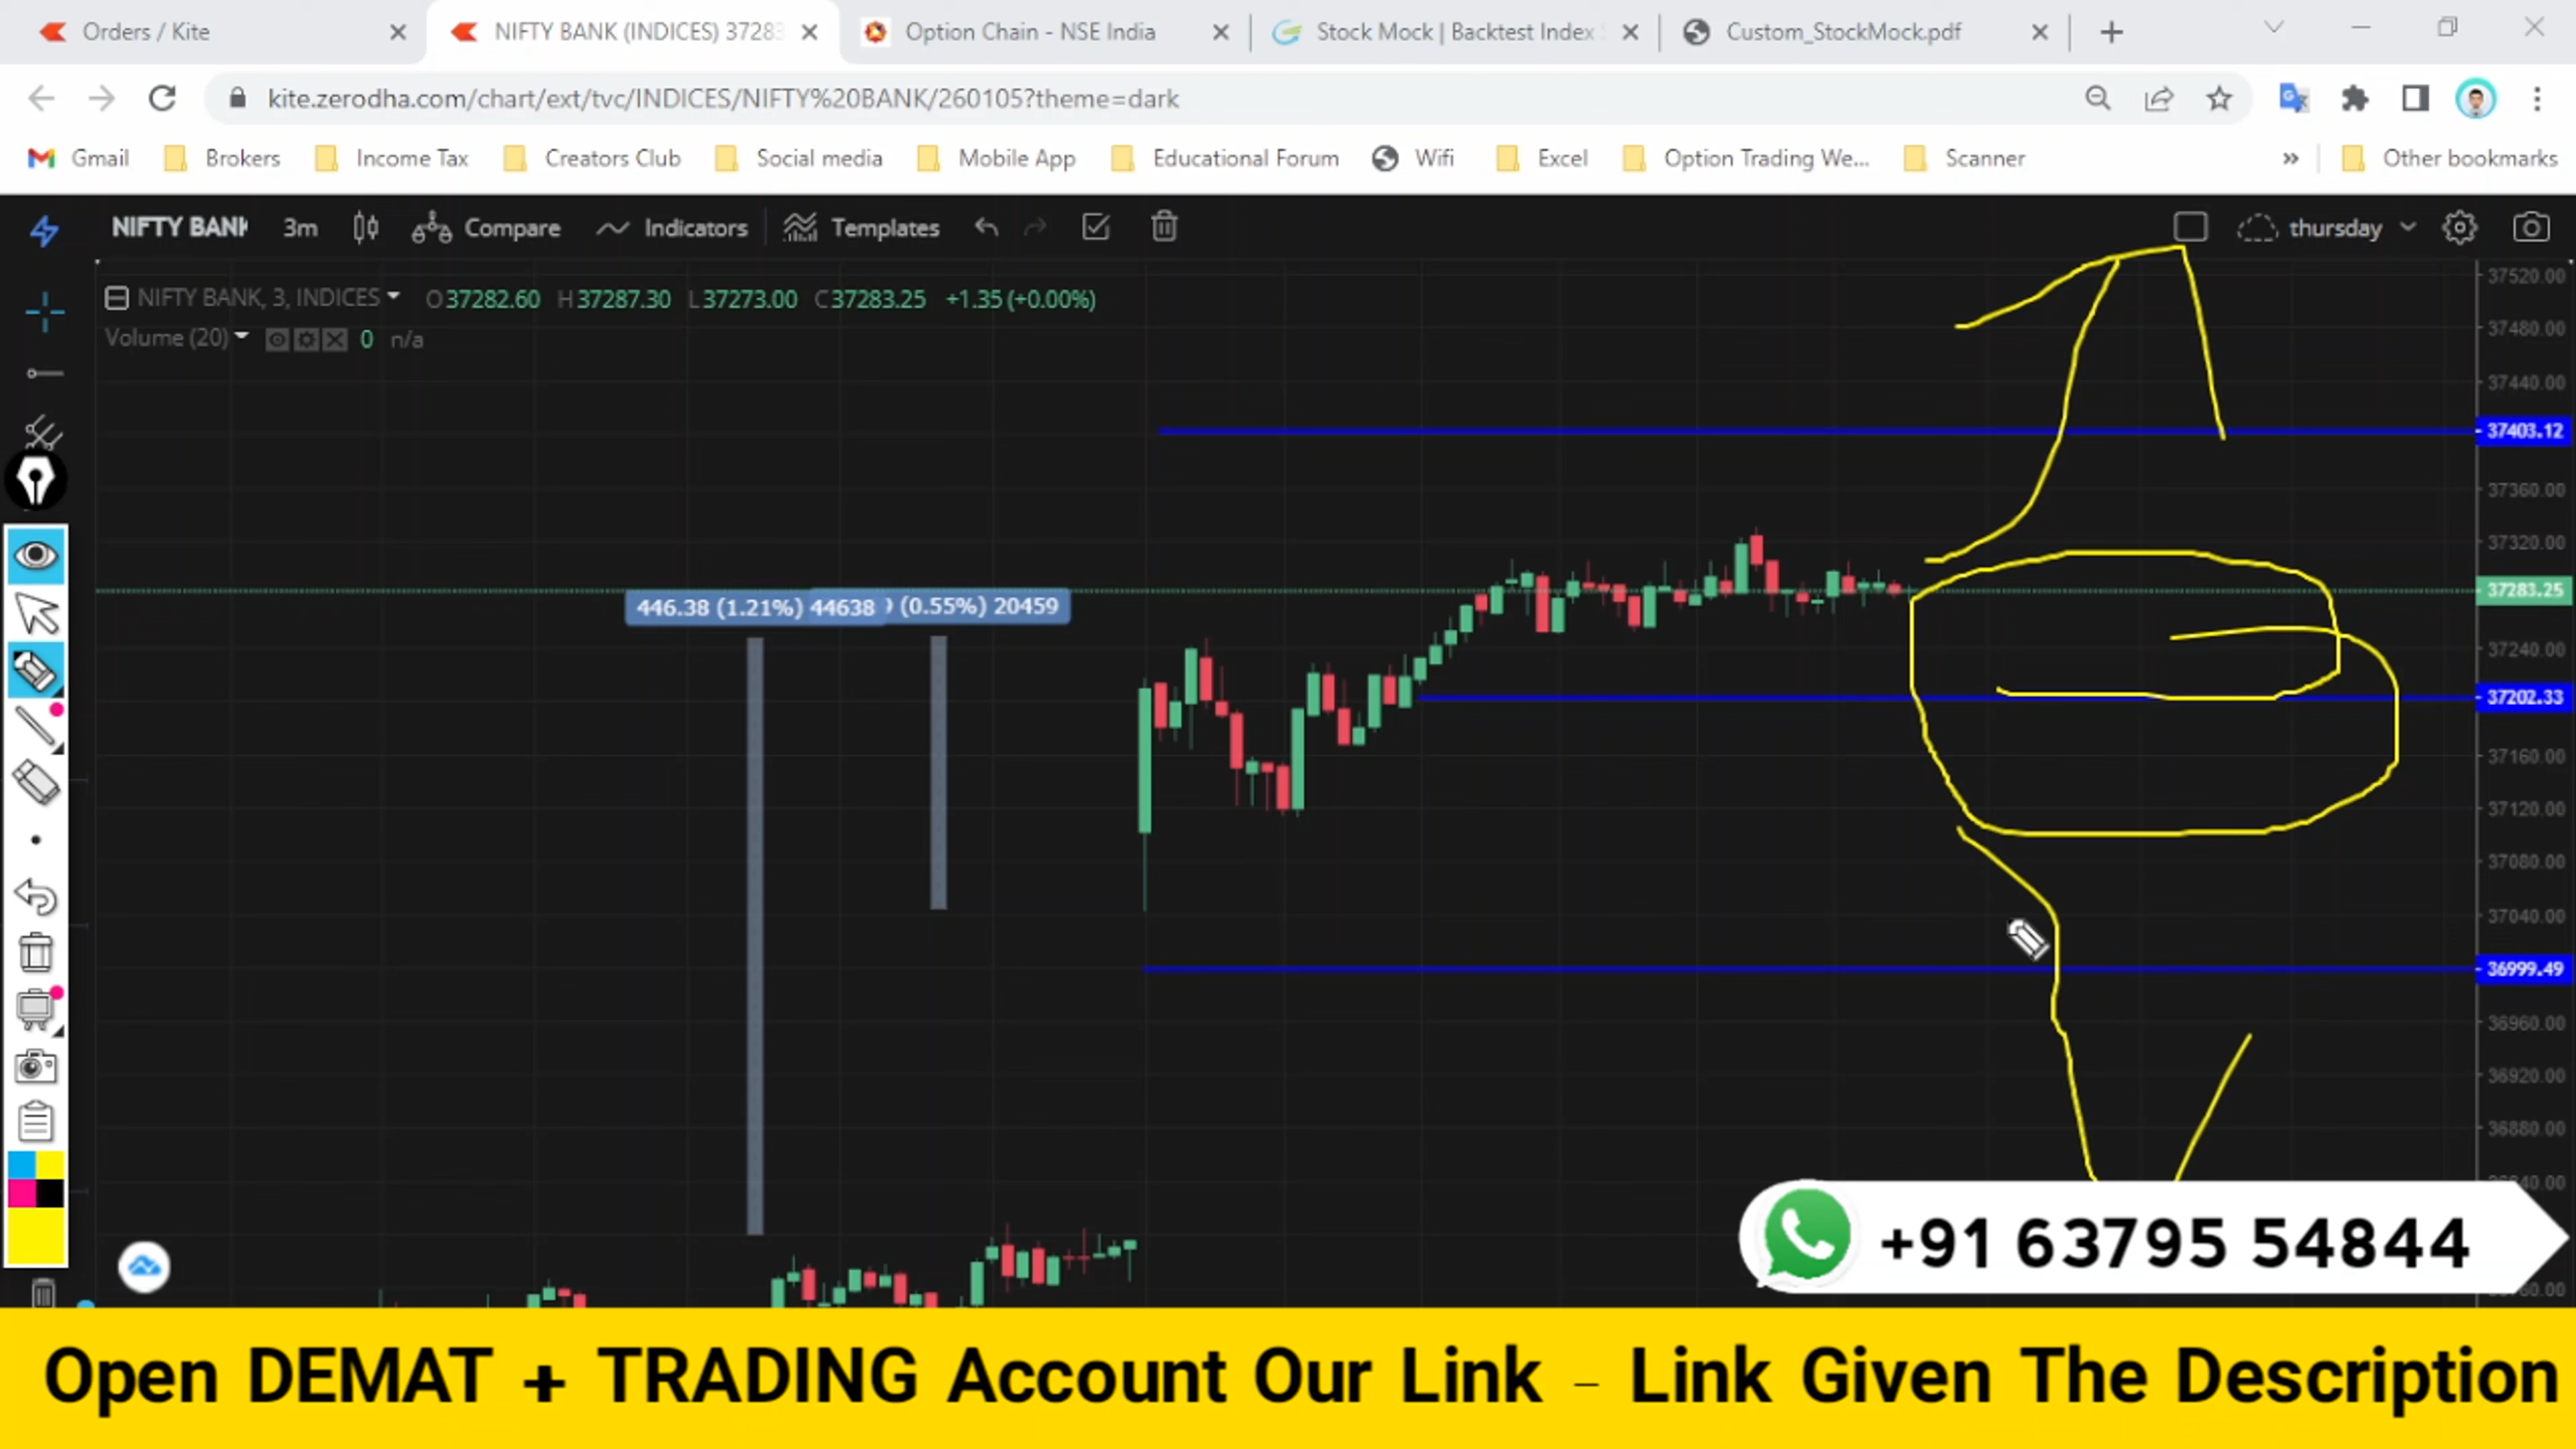 Orders / Kite
NIFTY BANK (INDICES) 37283
Option Chain - NSE India
Stock Mock | Backtest Index
Custom_StockMock.pdf
kite.zerodha.com/chart/ext/tvc/INDICES/NIFTY%20BANK/260105?theme=dark
Gmail Brokers Income Tax Creators Club Social media Mobile App Educational Forum Wifi Excel Option Trading We... Scanner » Other bookmarks
NIFTY BANK 3m Compare Indicators Templates thursday
NIFTY BANK, 3, INDICES O37282.60 H37287.30 L37273.00 C37283.25 +1.35 (+0.00%)
Volume (20) 0 n/a
37520.00
37480.00
37440.00
37403.12
37360.00
37320.00
37283.25
446.38 (1.21%) 44638 (0.55%) 20459
37240.00
37202.33
37160.00
37120.00
37080.00
37040.00
36999.49
36960.00
36920.00
36880.00
+91 63795 54844
Open DEMAT + TRADING Account Our Link - Link Given The Description